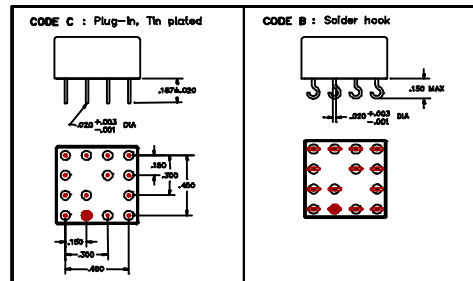 CODE C : Plug-in, Tin plated
.187±.020
.020 +.003 -.001 DIA
.150
.300
.450
.150
.300
.450
CODE B : Solder hook
.150 MAX
.020 +.003 -.001 DIA